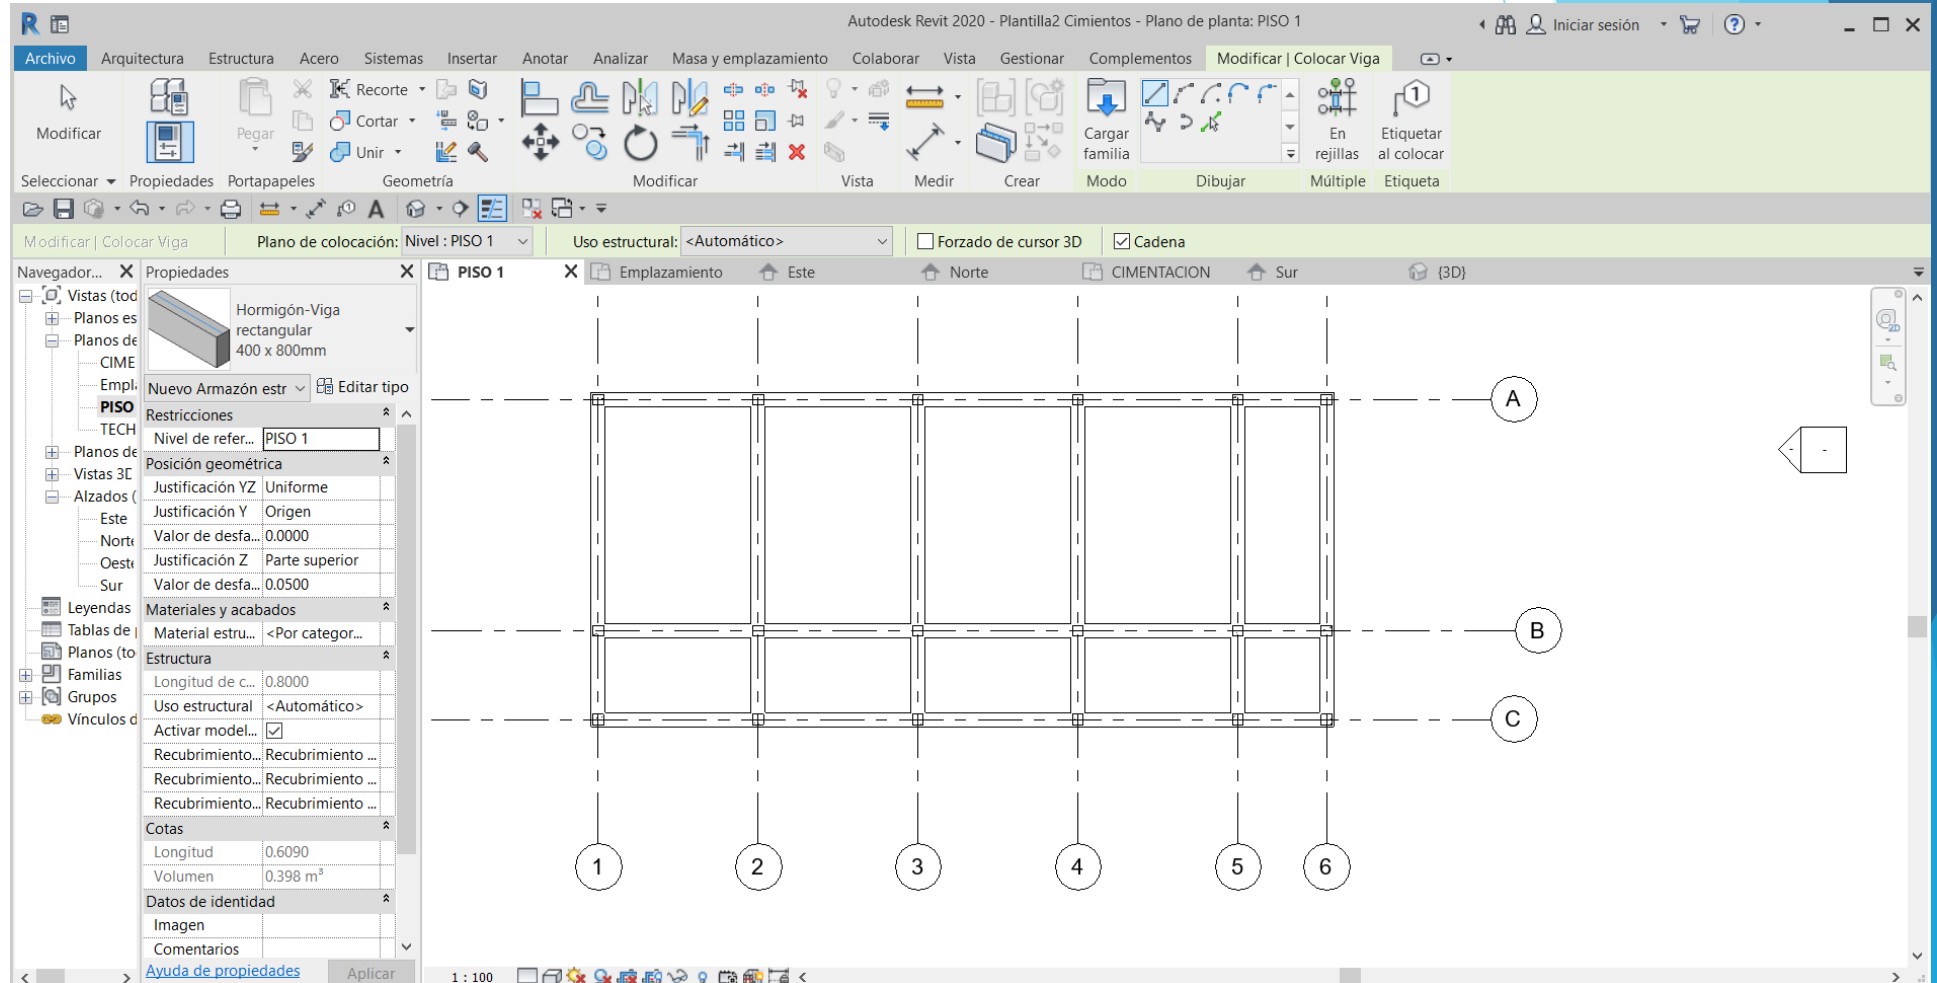 Autodesk Revit 2020 - Plantilla2 Cimientos - Plano de planta: PISO 1
Iniciar sesión
Archivo Arquitectura Estructura Acero Sistemas Insertar Anotar Analizar Masa y emplazamiento Colaborar Vista Gestionar Complementos Modificar | Colocar Viga
Modificar
Pegar
Recorte
Cortar
Unir
Cargar familia
En rejillas
Etiquetar al colocar
Seleccionar Propiedades Portapapeles Geometría Modificar Vista Medir Crear Modo Dibujar Múltiple Etiqueta
Modificar | Colocar Viga Plano de colocación: Nivel : PISO 1 Uso estructural: <Automático> Forzado de cursor 3D Cadena
Navegador... X Propiedades X PISO 1 X Emplazamiento Este Norte CIMENTACION Sur {3D}
Vistas (tod
Planos es
Planos de
CIME
Empla
PISO
TECH
Planos de
Vistas 3D
Alzados (
Este
Norte
Oeste
Sur
Leyendas
Tablas de
Planos (to
Familias
Grupos
Vínculos d
Hormigón-Viga
rectangular
400 x 800mm
Nuevo Armazón estr Editar tipo
Restricciones
Nivel de refer... PISO 1
Posición geométrica
Justificación YZ Uniforme
Justificación Y Origen
Valor de desfa... 0.0000
Justificación Z Parte superior
Valor de desfa... 0.0500
Materiales y acabados
Material estru... <Por categor...
Estructura
Longitud de c... 0.8000
Uso estructural <Automático>
Activar model...
Recubrimiento... Recubrimiento ...
Recubrimiento... Recubrimiento ...
Recubrimiento... Recubrimiento ...
Cotas
Longitud 0.6090
Volumen 0.398 m³
Datos de identidad
Imagen
Comentarios
Ayuda de propiedades Aplicar
A
B
C
1 2 3 4 5 6
2D
1 : 100